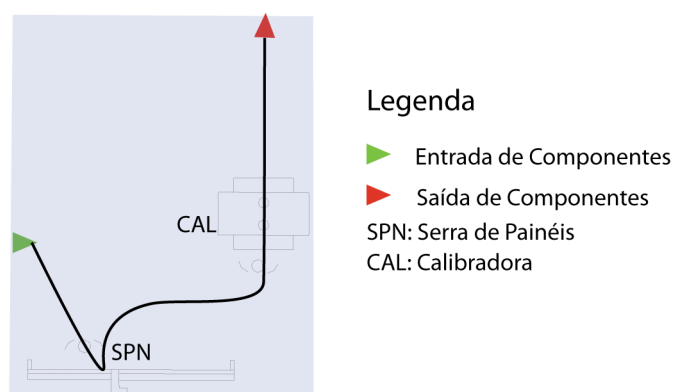 CAL
SPN
Legenda
Entrada de Componentes
Saída de Componentes
SPN: Serra de Painéis
CAL: Calibradora